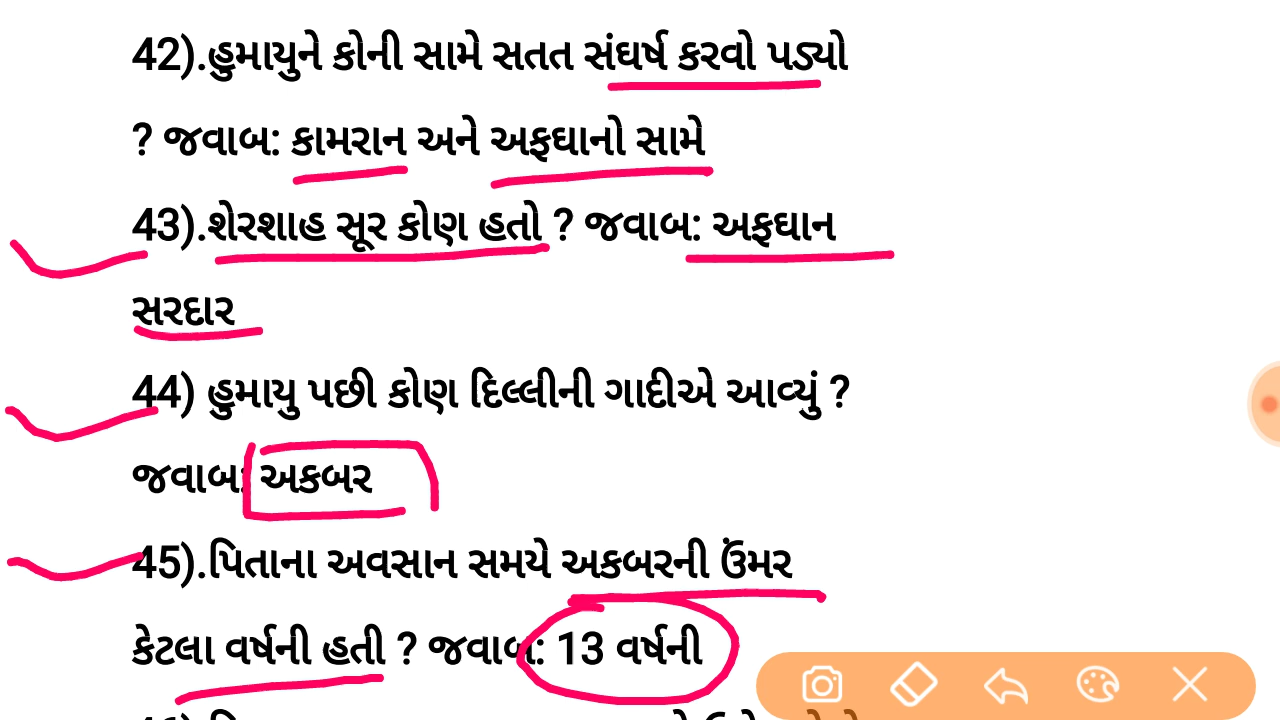 42).હુમાયુને કોની સામે સતત સંઘર્ષ કરવો પડ્યો
? જવાબ: કામરાન અને અફઘાનો સામે
43).શેરશાહ સૂર કોણ હતો ? જવાબ: અફઘાન
સરદાર
44) હુમાયુ પછી કોણ દિલ્લીની ગાદીએ આવ્યું ?
જવાબ: અકબર
45).પિતાના અવસાન સમયે અકબરની ઉંમર
કેટલા વર્ષની હતી ? જવાબ: 13 વર્ષની